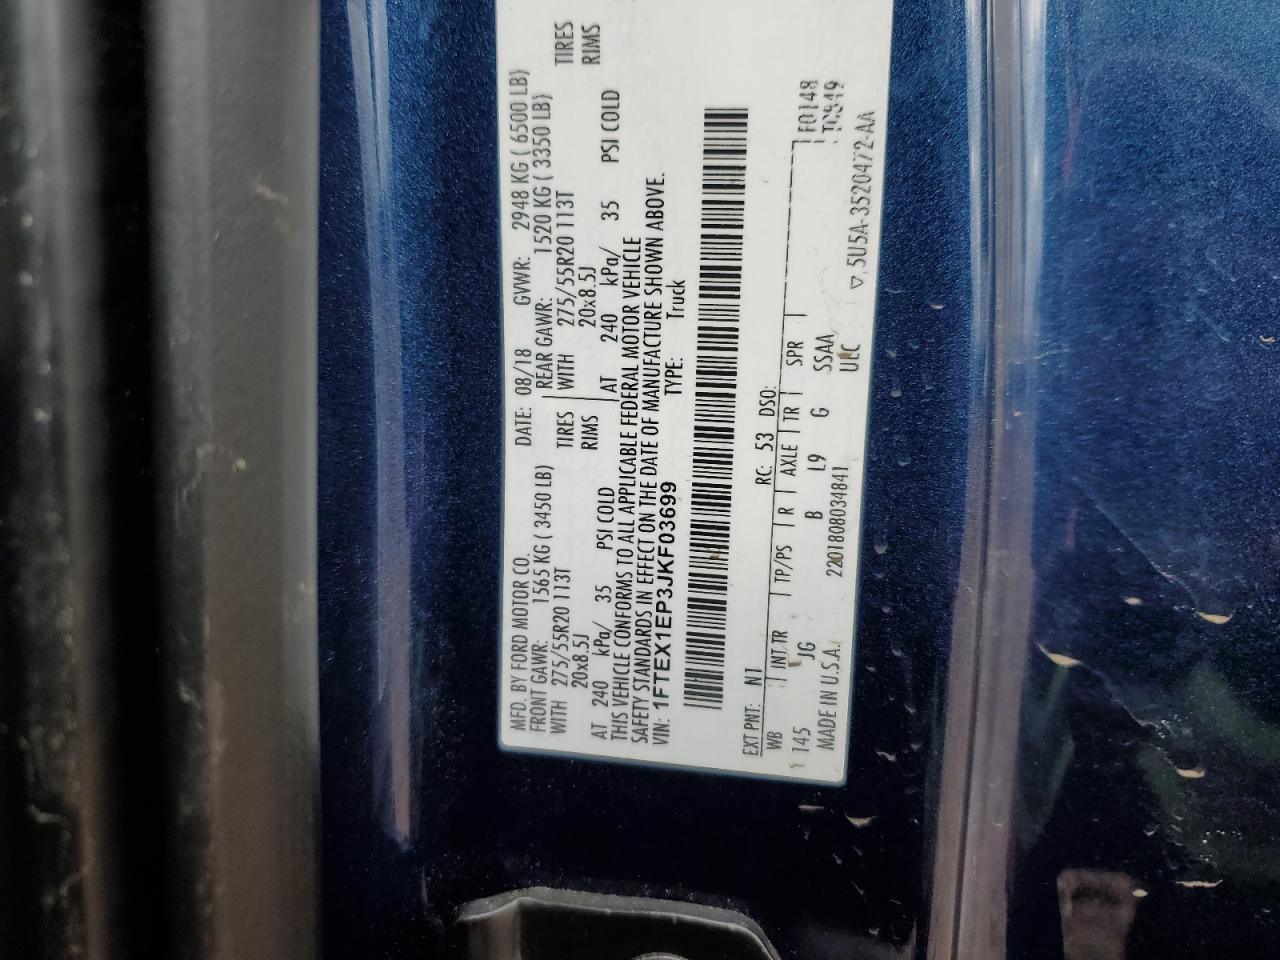 MFD. BY FORD MOTOR CO. DATE: 08/18 GVWR: 2948 KG ( 6500 LB)
FRONT GAWR: 1565 KG ( 3450 LB) REAR GAWR: 1520 KG ( 3350 LB)
WITH 275/55R20 113T TIRES WITH 275/55R20 113T TIRES
20x8.5J RIMS 20x8.5J RIMS
AT 240 kPa/ 35 PSI COLD AT 240 kPa/ 35 PSI COLD
THIS VEHICLE CONFORMS TO ALL APPLICABLE FEDERAL MOTOR VEHICLE
SAFETY STANDARDS IN EFFECT ON THE DATE OF MANUFACTURE SHOWN ABOVE.
VIN: 1FTEX1EP3JKF03699 TYPE: Truck
EXT PNT: N1 RC: 53 DSO:
WB INT TR TP/PS R AXLE TR SPR F0148
145 JG B L9 G SSAA
MADE IN U.S.A. 2201808034841 ULC ▽ 5U5A-3520472-AA